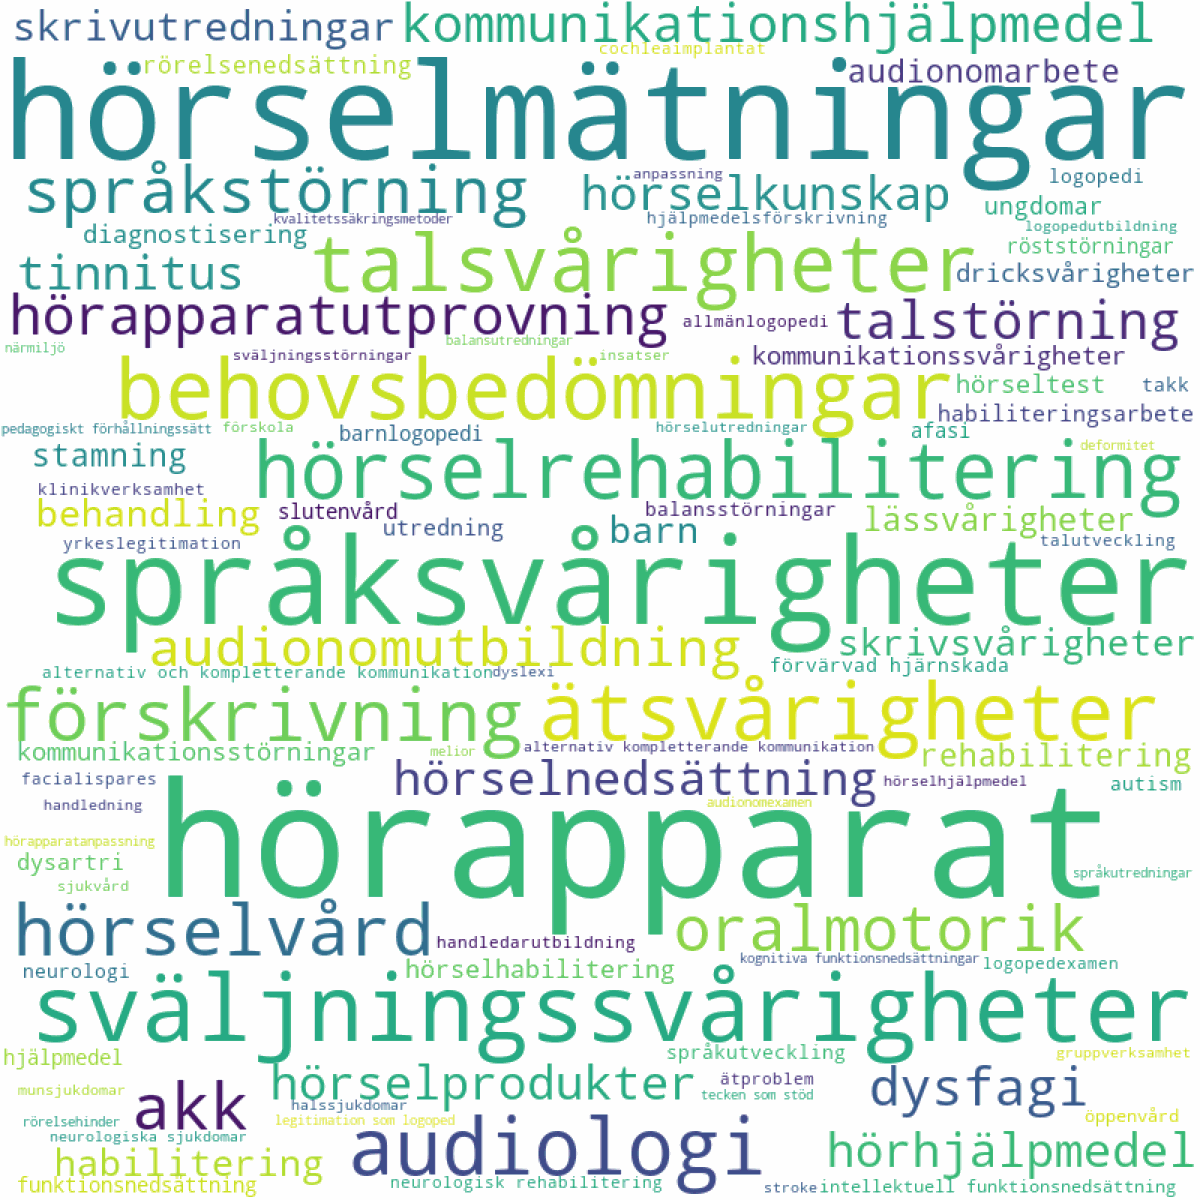 skrivutredningar kommunikationshjälpmedel
cochleaimplantat
rörelsenedsättning audionomarbete
hörselmätningar
språkstörning anpassning hörselkunskap logopedi
ungdomar
kvalitetssäkringsmetoder hjälpmedelsförskrivning logopedutbildning
diagnostisering talsvårigheter röststörningar
tinnitus dricksvårigheter
hörapparatutprovning allmänlogopedi talstörning
närmiljö sväljningsstörningar balansutredningar insatser kommunikationssvårigheter
behovsbedömningar hörseltest takk
habiliteringsarbete
pedagogiskt förhållningssätt förskola barnlogopedi hörselutredningar afasi
stamning hörselrehabilitering deformitet
klinikverksamhet
behandling slutenvård balansstörningar lässvårigheter
yrkeslegitimation utredning barn talutveckling
språksvårigheter
audionomutbildning skrivsvårigheter
alternativ och kompletterande kommunikation dyslexi förvärvad hjärnskada
förskrivning ätsvårigheter
kommunikationsstörningar melior alternativ kompletterande kommunikation rehabilitering
facialispares hörselnedsättning hörselhjälpmedel autism
handledning hörapparat audionomexamen
hörapparatanpassning
dysartri
sjukvård språkutredningar
hörselvård handledarutbildning oralmotorik
neurologi hörselhabilitering kognitiva funktionsnedsättningar logopedexamen
sväljningssvårigheter
hjälpmedel språkutveckling gruppverksamhet
munsjukdomar akk hörselprodukter ätproblem dysfagi
tecken som stöd
halssjukdomar
rörelsehinder legitimation som logoped öppenvård
neurologiska sjukdomar audiologi hörhjälpmedel
habilitering
funktionsnedsättning neurologisk rehabilitering stroke intellektuell funktionsnedsättning